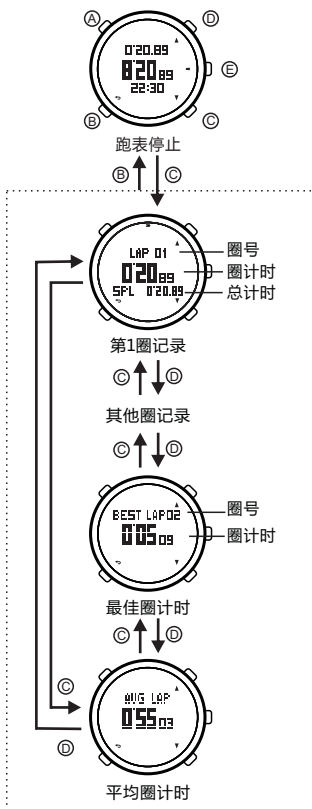 Ⓐ Ⓓ
0'20.89
8'20 89
22:30
Ⓔ
Ⓑ Ⓒ
跑表停止
Ⓑ Ⓒ
LAP 01
圈号
0'20 89
圈计时
SPL 0'20.89
总计时
第1圈记录
Ⓒ Ⓓ
其他圈记录
Ⓒ Ⓓ
BEST LAP02
圈号
0'05 09
圈计时
最佳圈计时
Ⓒ Ⓓ
Ⓒ
AVG LAP
0'55 03
Ⓓ
平均圈计时